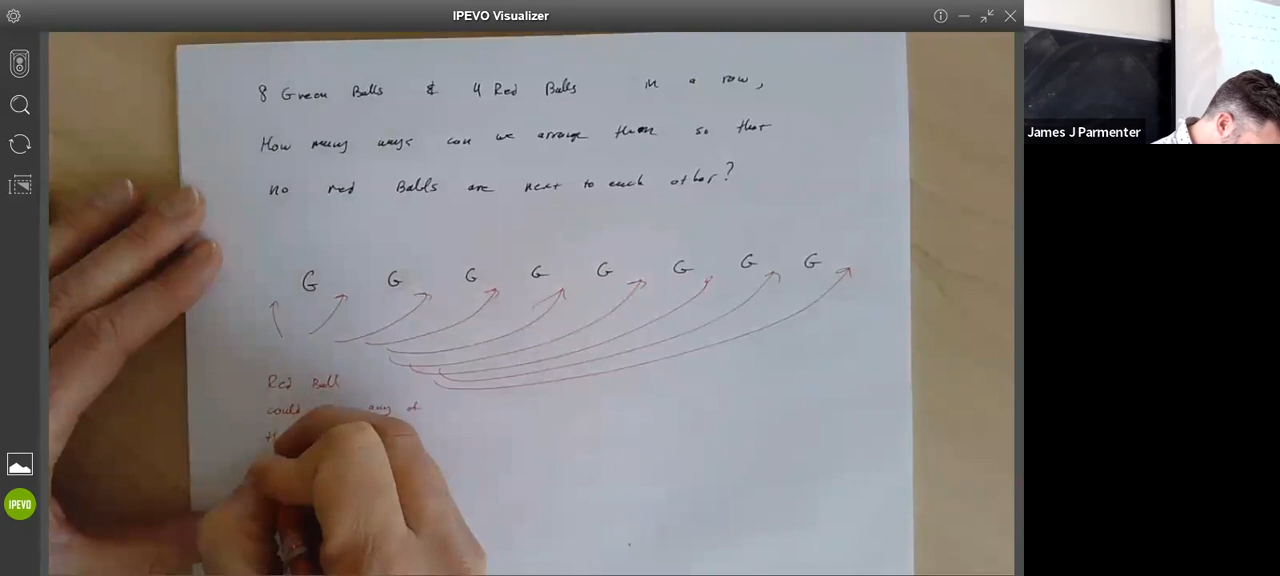 IPEVO Visualizer
8 Green Balls & 4 Red Balls in a row,
How many ways can we arrange them so that
no red Balls are next to each other?
G G G G G G G G
Red Ball
could any of
James J Parmenter
IPEVO